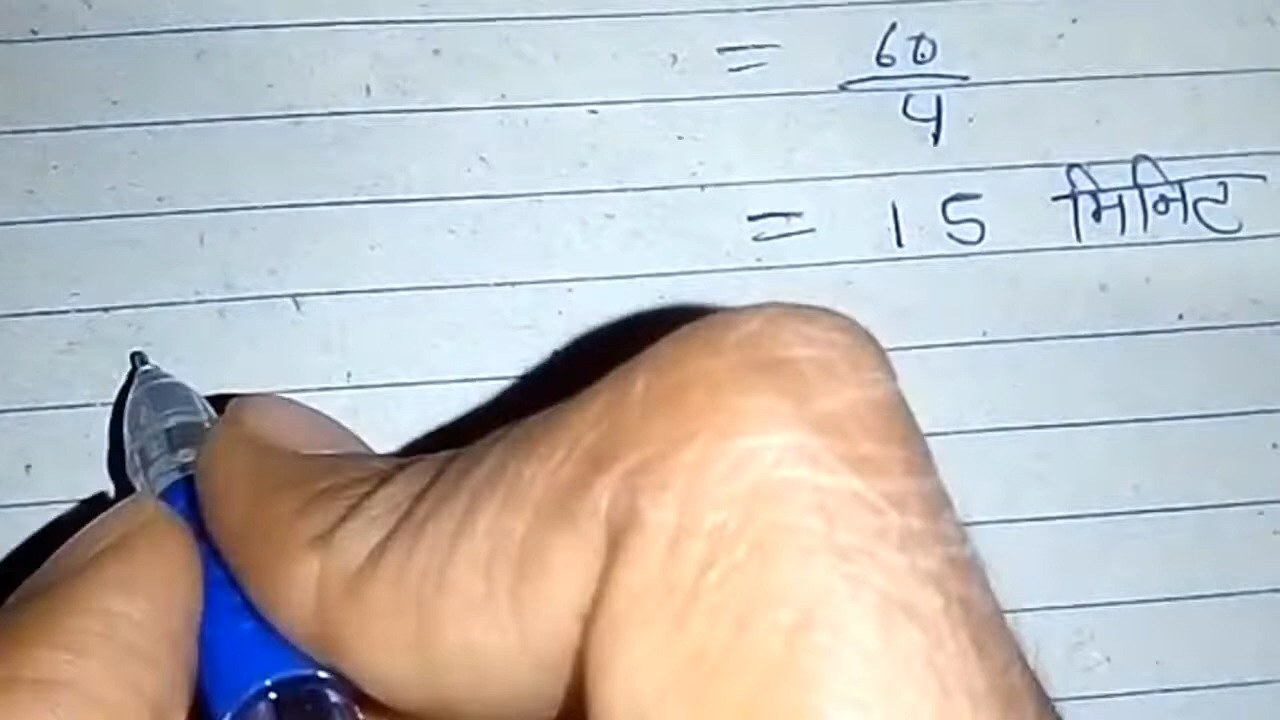 = 60/4
= 15 मिनिट